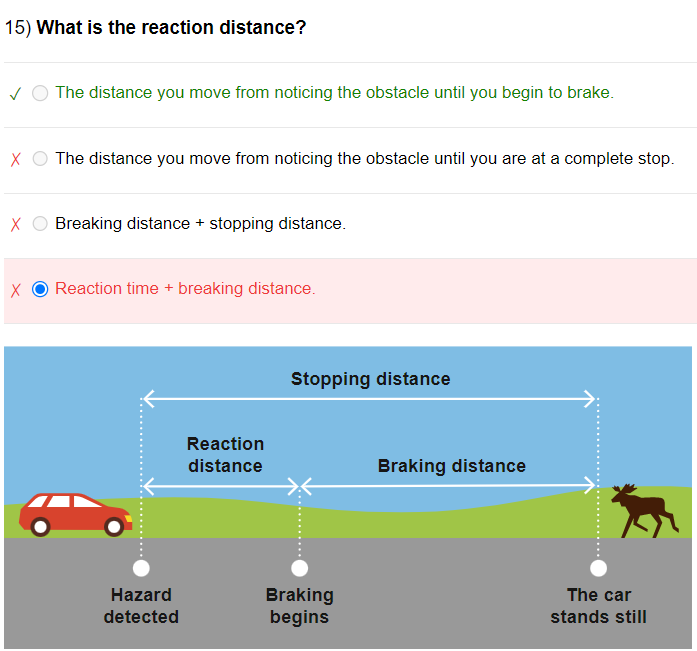 15) What is the reaction distance?
✓ The distance you move from noticing the obstacle until you begin to brake.
X The distance you move from noticing the obstacle until you are at a complete stop.
X Breaking distance + stopping distance.
X Reaction time + breaking distance.
Stopping distance
Reaction
distance
Braking distance
Hazard
detected
Braking
begins
The car
stands still